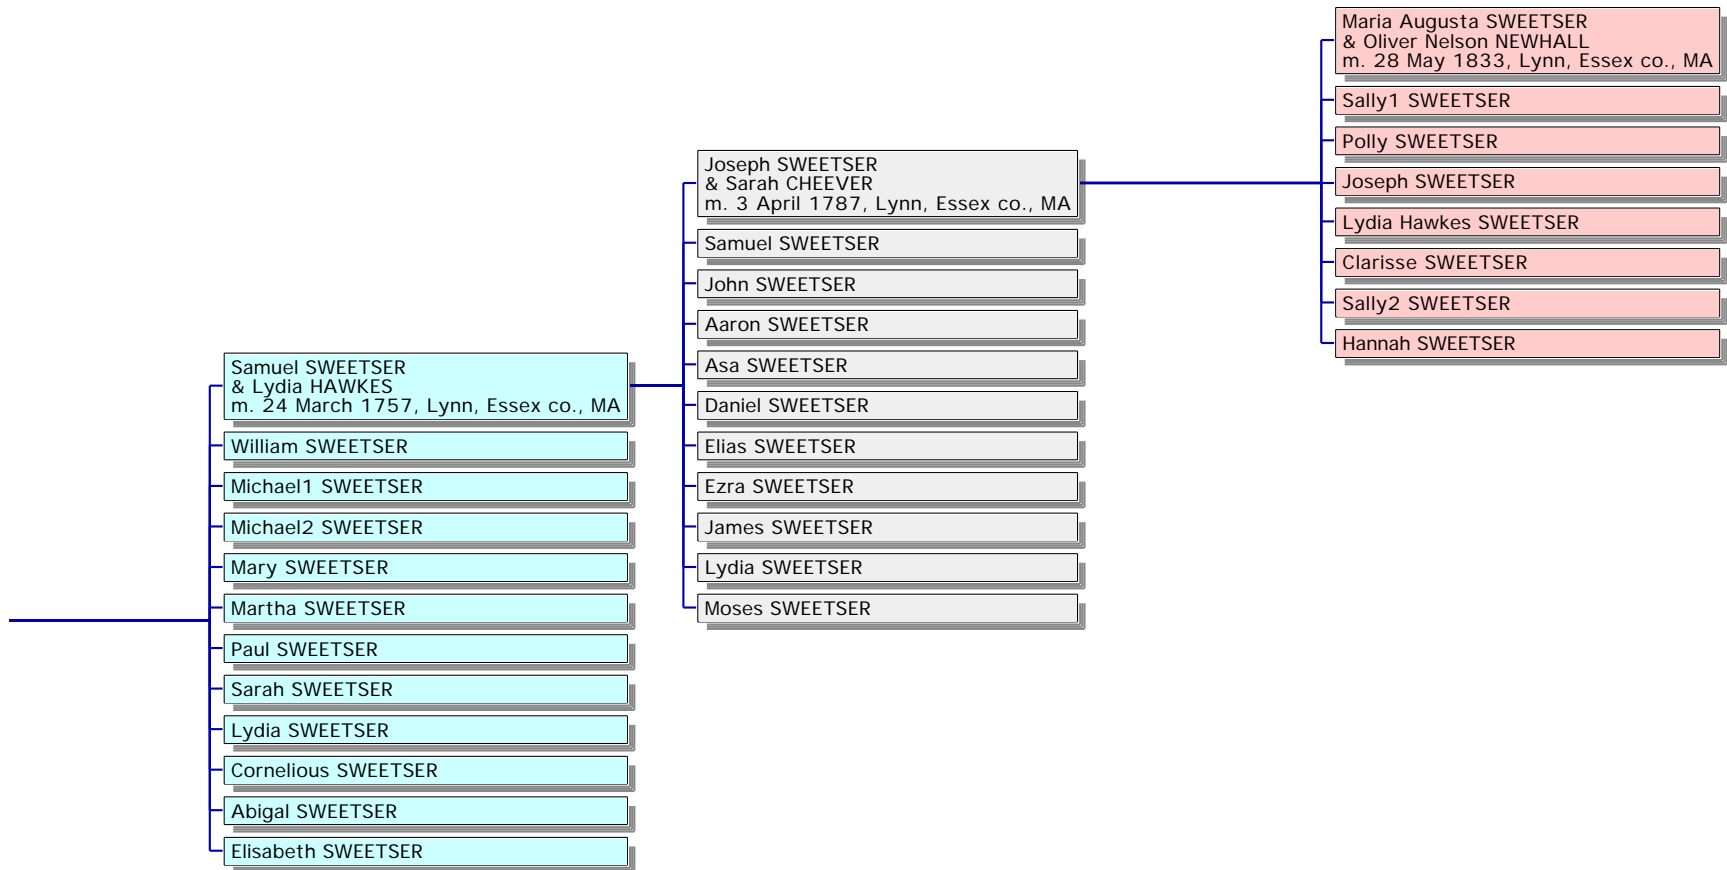 Maria Augusta SWEETSER
& Oliver Nelson NEWHALL
m. 28 May 1833, Lynn, Essex co., MA
Sally1 SWEETSER
Polly SWEETSER
Joseph SWEETSER
Lydia Hawkes SWEETSER
Clarisse SWEETSER
Sally2 SWEETSER
Hannah SWEETSER
Joseph SWEETSER
& Sarah CHEEVER
m. 3 April 1787, Lynn, Essex co., MA
Samuel SWEETSER
John SWEETSER
Aaron SWEETSER
Asa SWEETSER
Daniel SWEETSER
Elias SWEETSER
Ezra SWEETSER
James SWEETSER
Lydia SWEETSER
Moses SWEETSER
Samuel SWEETSER
& Lydia HAWKES
m. 24 March 1757, Lynn, Essex co., MA
William SWEETSER
Michael1 SWEETSER
Michael2 SWEETSER
Mary SWEETSER
Martha SWEETSER
Paul SWEETSER
Sarah SWEETSER
Lydia SWEETSER
Cornelious SWEETSER
Abigal SWEETSER
Elisabeth SWEETSER